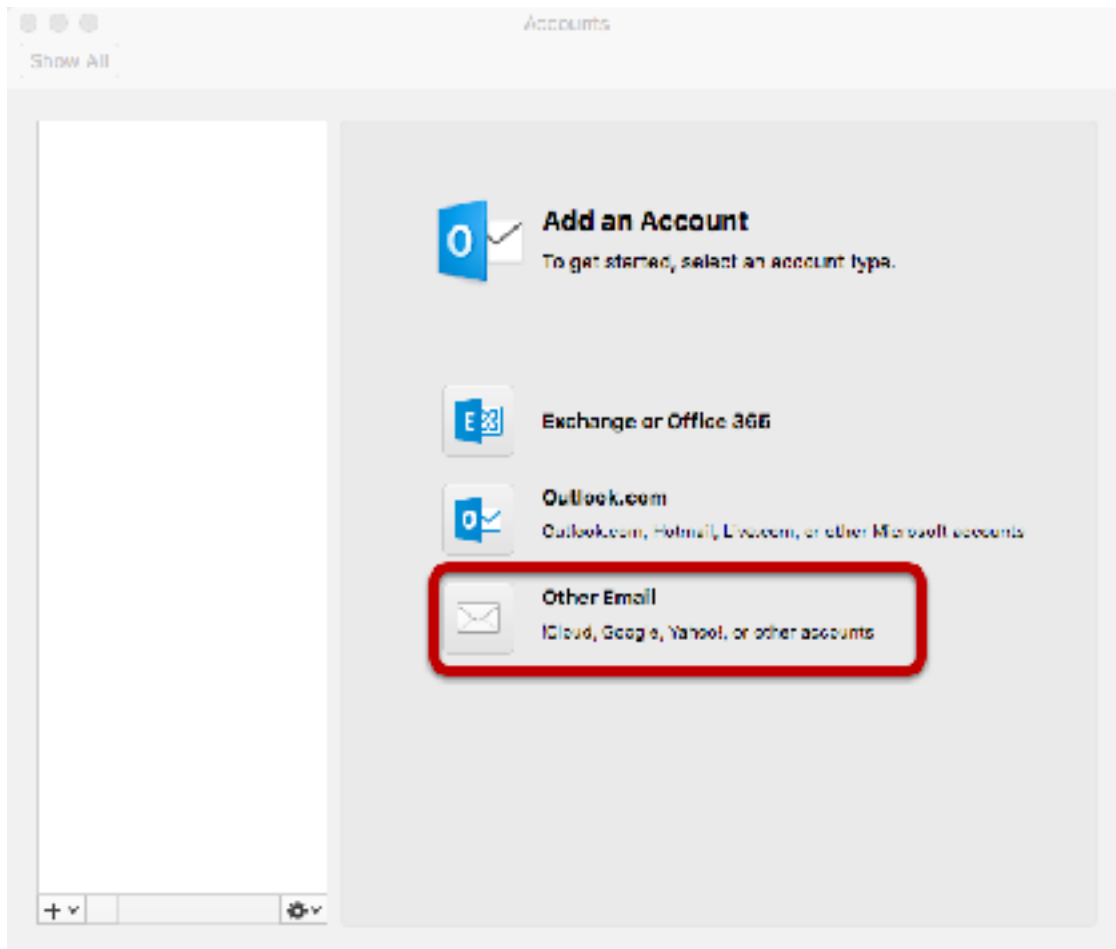 Accounts
Show All
Add an Account
To get started, select an account type.
Exchange or Office 365
Outlook.com
Outlook.com, Hotmail, Live.com, or other Microsoft accounts
Other Email
iCloud, Google, Yahoo!, or other accounts